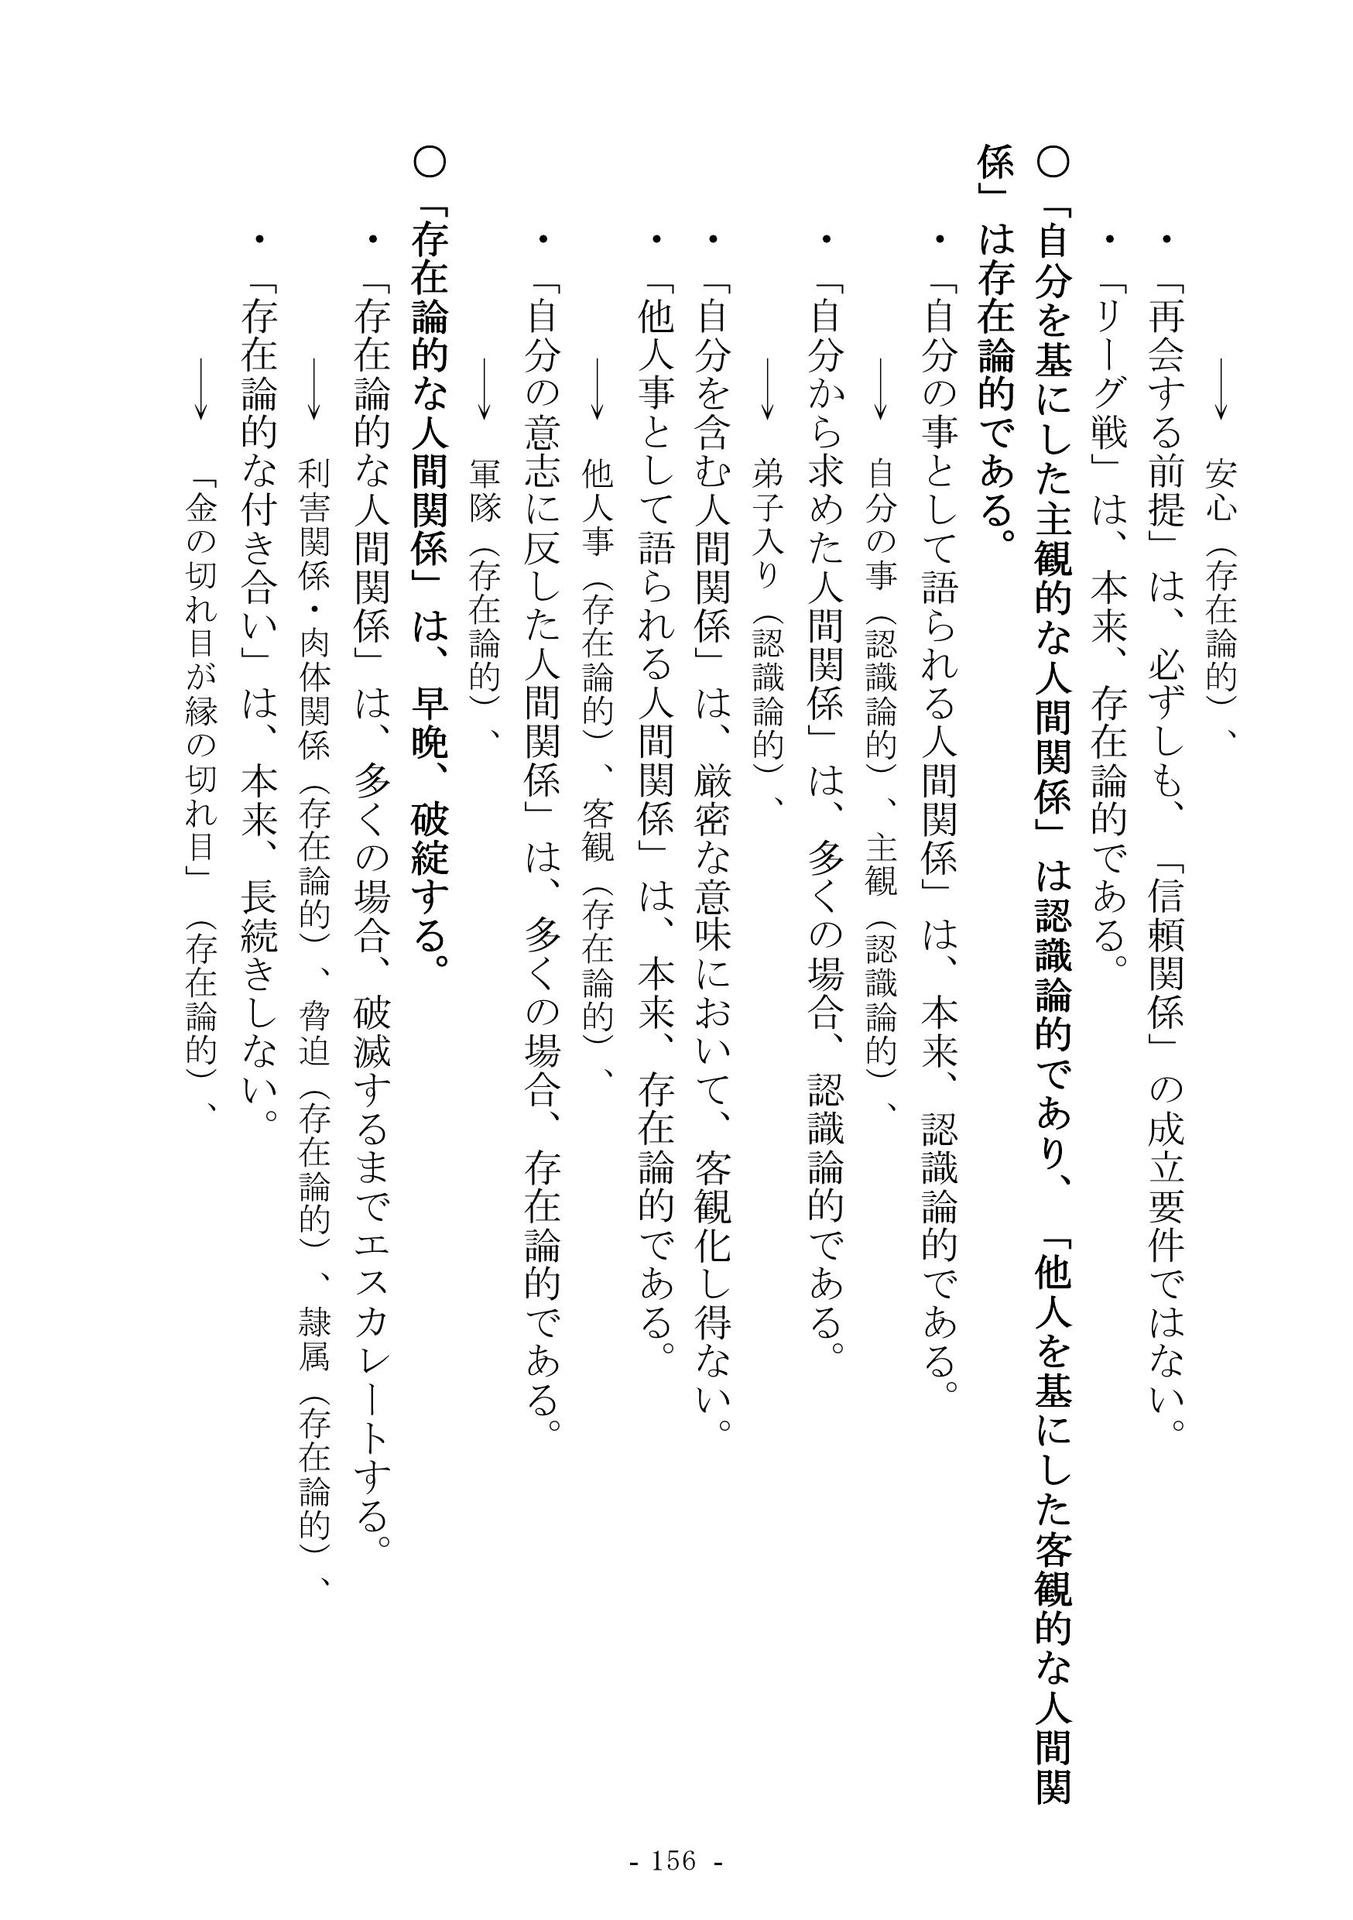 →　安心（存在論的）、
・「再会する前提」は、必ずしも、「信頼関係」の成立要件ではない。
・「リーグ戦」は、本来、存在論的である。
〇「自分を基にした主観的な人間関係」は認識論的であり、「他人を基にした客観的な人間関
係」は存在論的である。
・「自分の事として語られる人間関係」は、本来、認識論的である。
→　自分の事（認識論的）、主観（認識論的）、
・「自分から求めた人間関係」は、多くの場合、認識論的である。
→　弟子入り（認識論的）、
・「自分を含む人間関係」は、厳密な意味において、客観化し得ない。
・「他人事として語られる人間関係」は、本来、存在論的である。
→　他人事（存在論的）、客観（存在論的）、
・「自分の意志に反した人間関係」は、多くの場合、存在論的である。
→　軍隊（存在論的）、
〇「存在論的な人間関係」は、早晩、破綻する。
・「存在論的な人間関係」は、多くの場合、破滅するまでエスカレートする。
→　利害関係・肉体関係（存在論的）、脅迫（存在論的）、隷属（存在論的）、
・「存在論的な付き合い」は、本来、長続きしない。
→　「金の切れ目が縁の切れ目」（存在論的）、
- 156 -